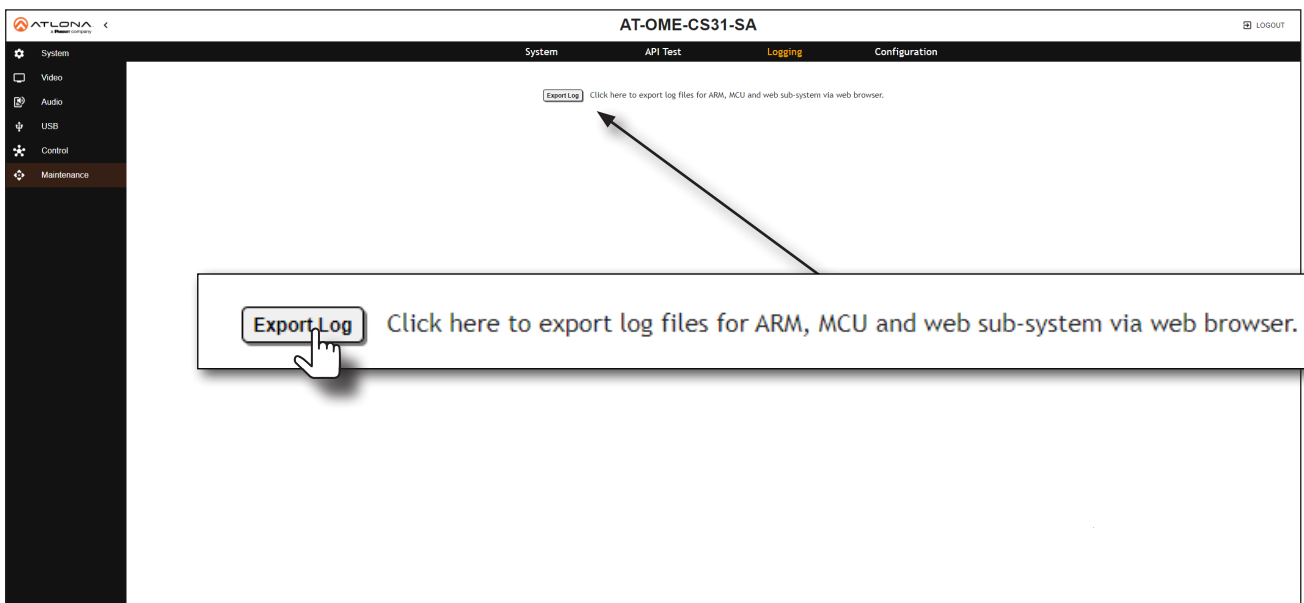 ATLONA
a Panduit company
AT-OME-CS31-SA
LOGOUT
System
API Test
Logging
Configuration
System
Video
Audio
USB
Control
Maintenance
Export Log
Click here to export log files for ARM, MCU and web sub-system via web browser.
Export Log
Click here to export log files for ARM, MCU and web sub-system via web browser.